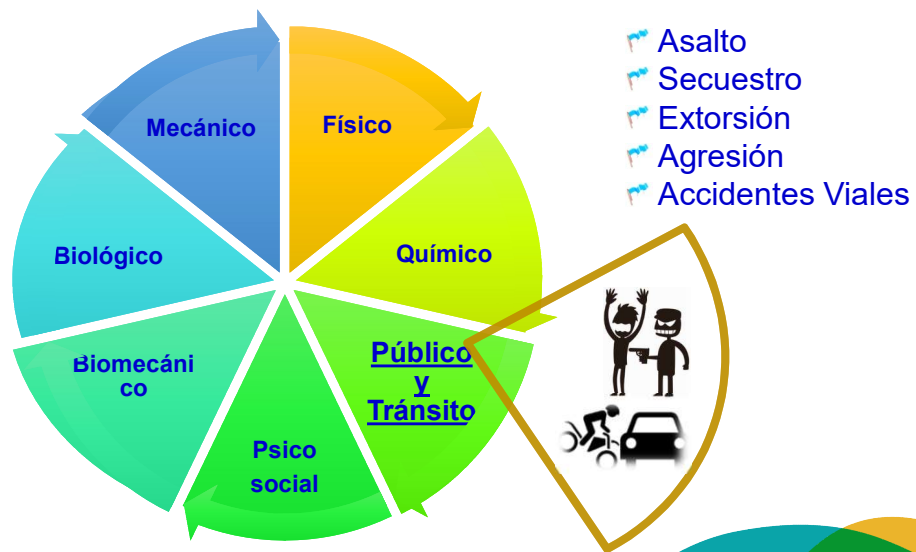 Asalto
Secuestro
Extorsión
Agresión
Accidentes Viales
Mecánico
Físico
Biológico
Químico
Biomecáni
co
Público
y
Tránsito
Psico
social